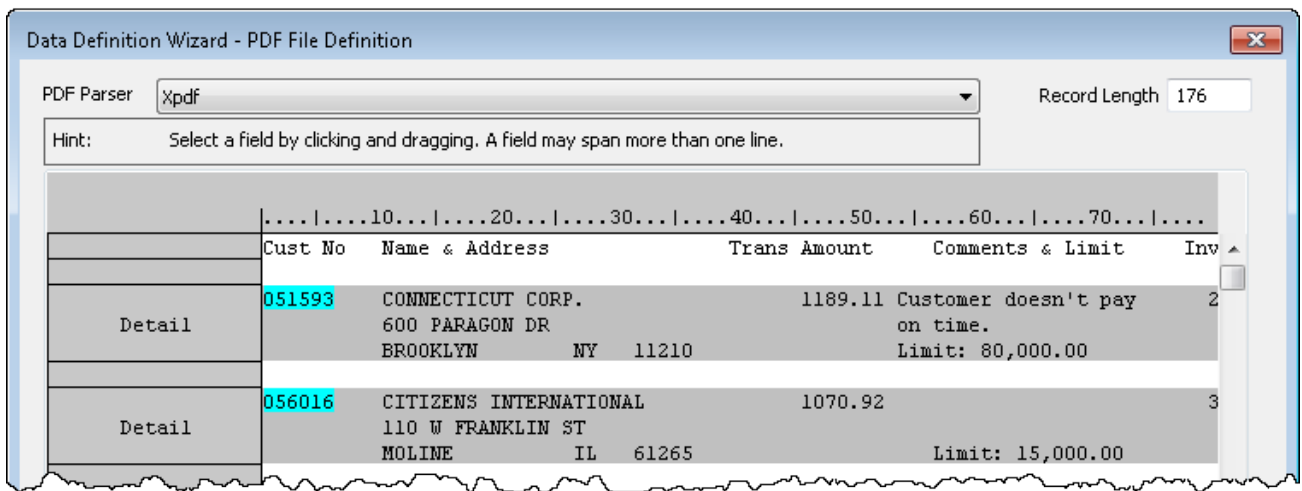 Data Definition Wizard - PDF File Definition
PDF Parser Xpdf Record Length 176
Hint: Select a field by clicking and dragging. A field may span more than one line.
|....|....10...|....20...|....30...|....40...|....50...|....60...|....70...|....
Cust No Name & Address Trans Amount Comments & Limit Inv
051593 CONNECTICUT CORP. 1189.11 Customer doesn't pay 2
Detail 600 PARAGON DR on time.
BROOKLYN NY 11210 Limit: 80,000.00
056016 CITIZENS INTERNATIONAL 1070.92 3
Detail 110 W FRANKLIN ST
MOLINE IL 61265 Limit: 15,000.00